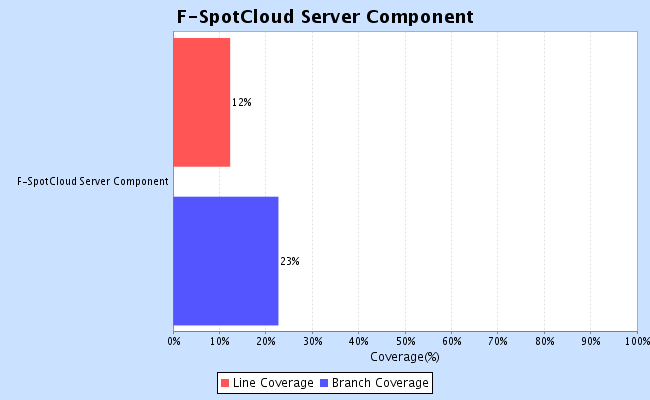 F-SpotCloud Server Component
12%
F-SpotCloud Server Component
23%
0% 10% 20% 30% 40% 50% 60% 70% 80% 90% 100%
Coverage(%)
Line Coverage Branch Coverage